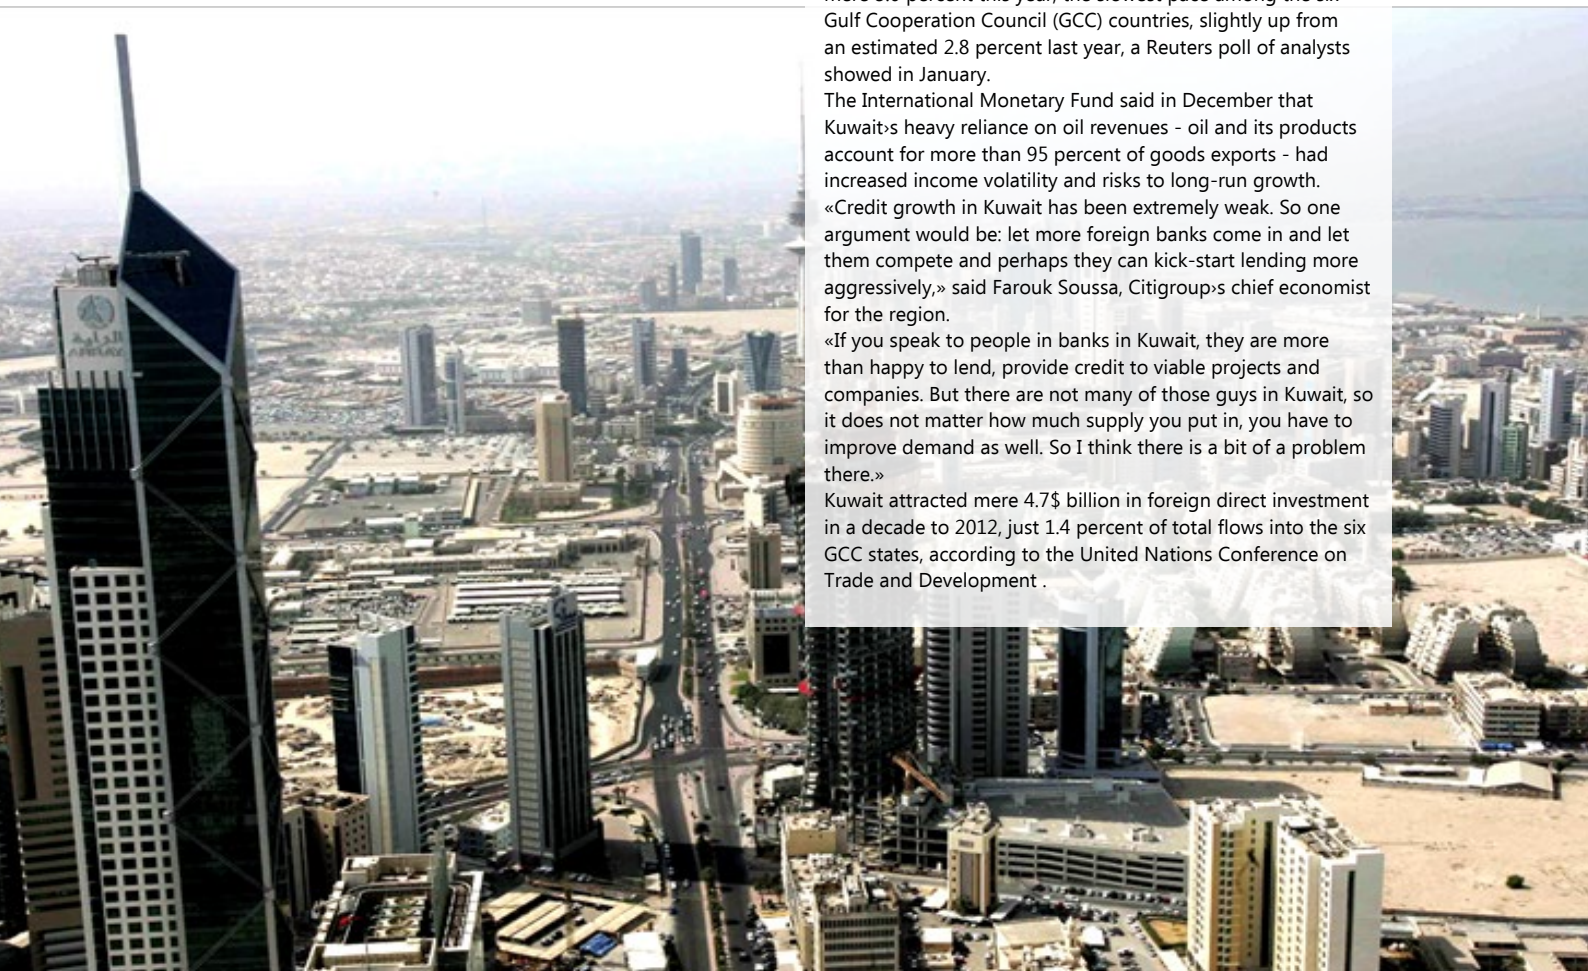 Gulf Cooperation Council (GCC) countries, slightly up from
an estimated 2.8 percent last year, a Reuters poll of analysts
showed in January.
The International Monetary Fund said in December that
Kuwait›s heavy reliance on oil revenues - oil and its products
account for more than 95 percent of goods exports - had
increased income volatility and risks to long-run growth.
«Credit growth in Kuwait has been extremely weak. So one
argument would be: let more foreign banks come in and let
them compete and perhaps they can kick-start lending more
aggressively,» said Farouk Soussa, Citigroup›s chief economist
for the region.
«If you speak to people in banks in Kuwait, they are more
than happy to lend, provide credit to viable projects and
companies. But there are not many of those guys in Kuwait, so
it does not matter how much supply you put in, you have to
improve demand as well. So I think there is a bit of a problem
there.»
Kuwait attracted mere 4.7$ billion in foreign direct investment
in a decade to 2012, just 1.4 percent of total flows into the six
GCC states, according to the United Nations Conference on
Trade and Development .
الراية
ARRAYA